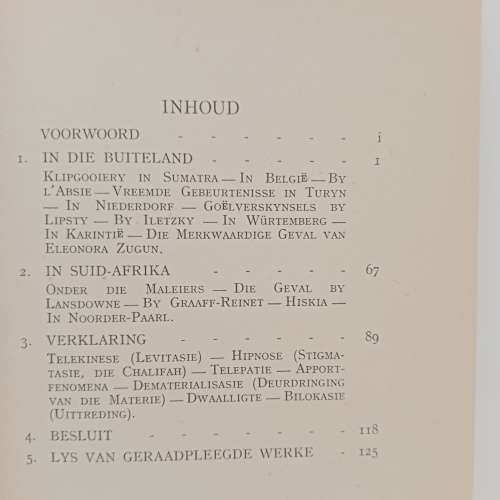 INHOUD
VOORWOORD - - - - - - i
1. IN DIE BUITELAND - - - - - 1
KLIPGOOIERY IN SUMATRA — IN BELGIË — BY
L'ABSIE — VREEMDE GEBEURTENISSE IN TURYN
— IN NIEDERDORF — GOËLVERSKYNSELS BY
LIPSTY — BY ILETZKY — IN WÜRTEMBERG —
IN KARINTIË — DIE MERKWAARDIGE GEVAL VAN
ELEONORA ZUGUN.
2. IN SUID-AFRIKA - - - - - 67
ONDER DIE MALEIERS — DIE GEVAL BY
LANSDOWNE — BY GRAAFF-REINET — HISKIA —
IN NOORDER-PAARL.
3. VERKLARING - - - - - - 89
TELEKINESE (LEVITASIE) — HIPNOSE (STIGMA-
TASIE, DIE CHALIFAH) — TELEPATIE — APPORT-
FENOMENA — DEMATERIALISASIE (DEURDRINGING
VAN DIE MATERIE) — DWAALLIGTE — BILOKASIE
(UITTREDING).
4. BESLUIT - - - - - - - 118
5. LYS VAN GERAADPLEEGDE WERKE - 125